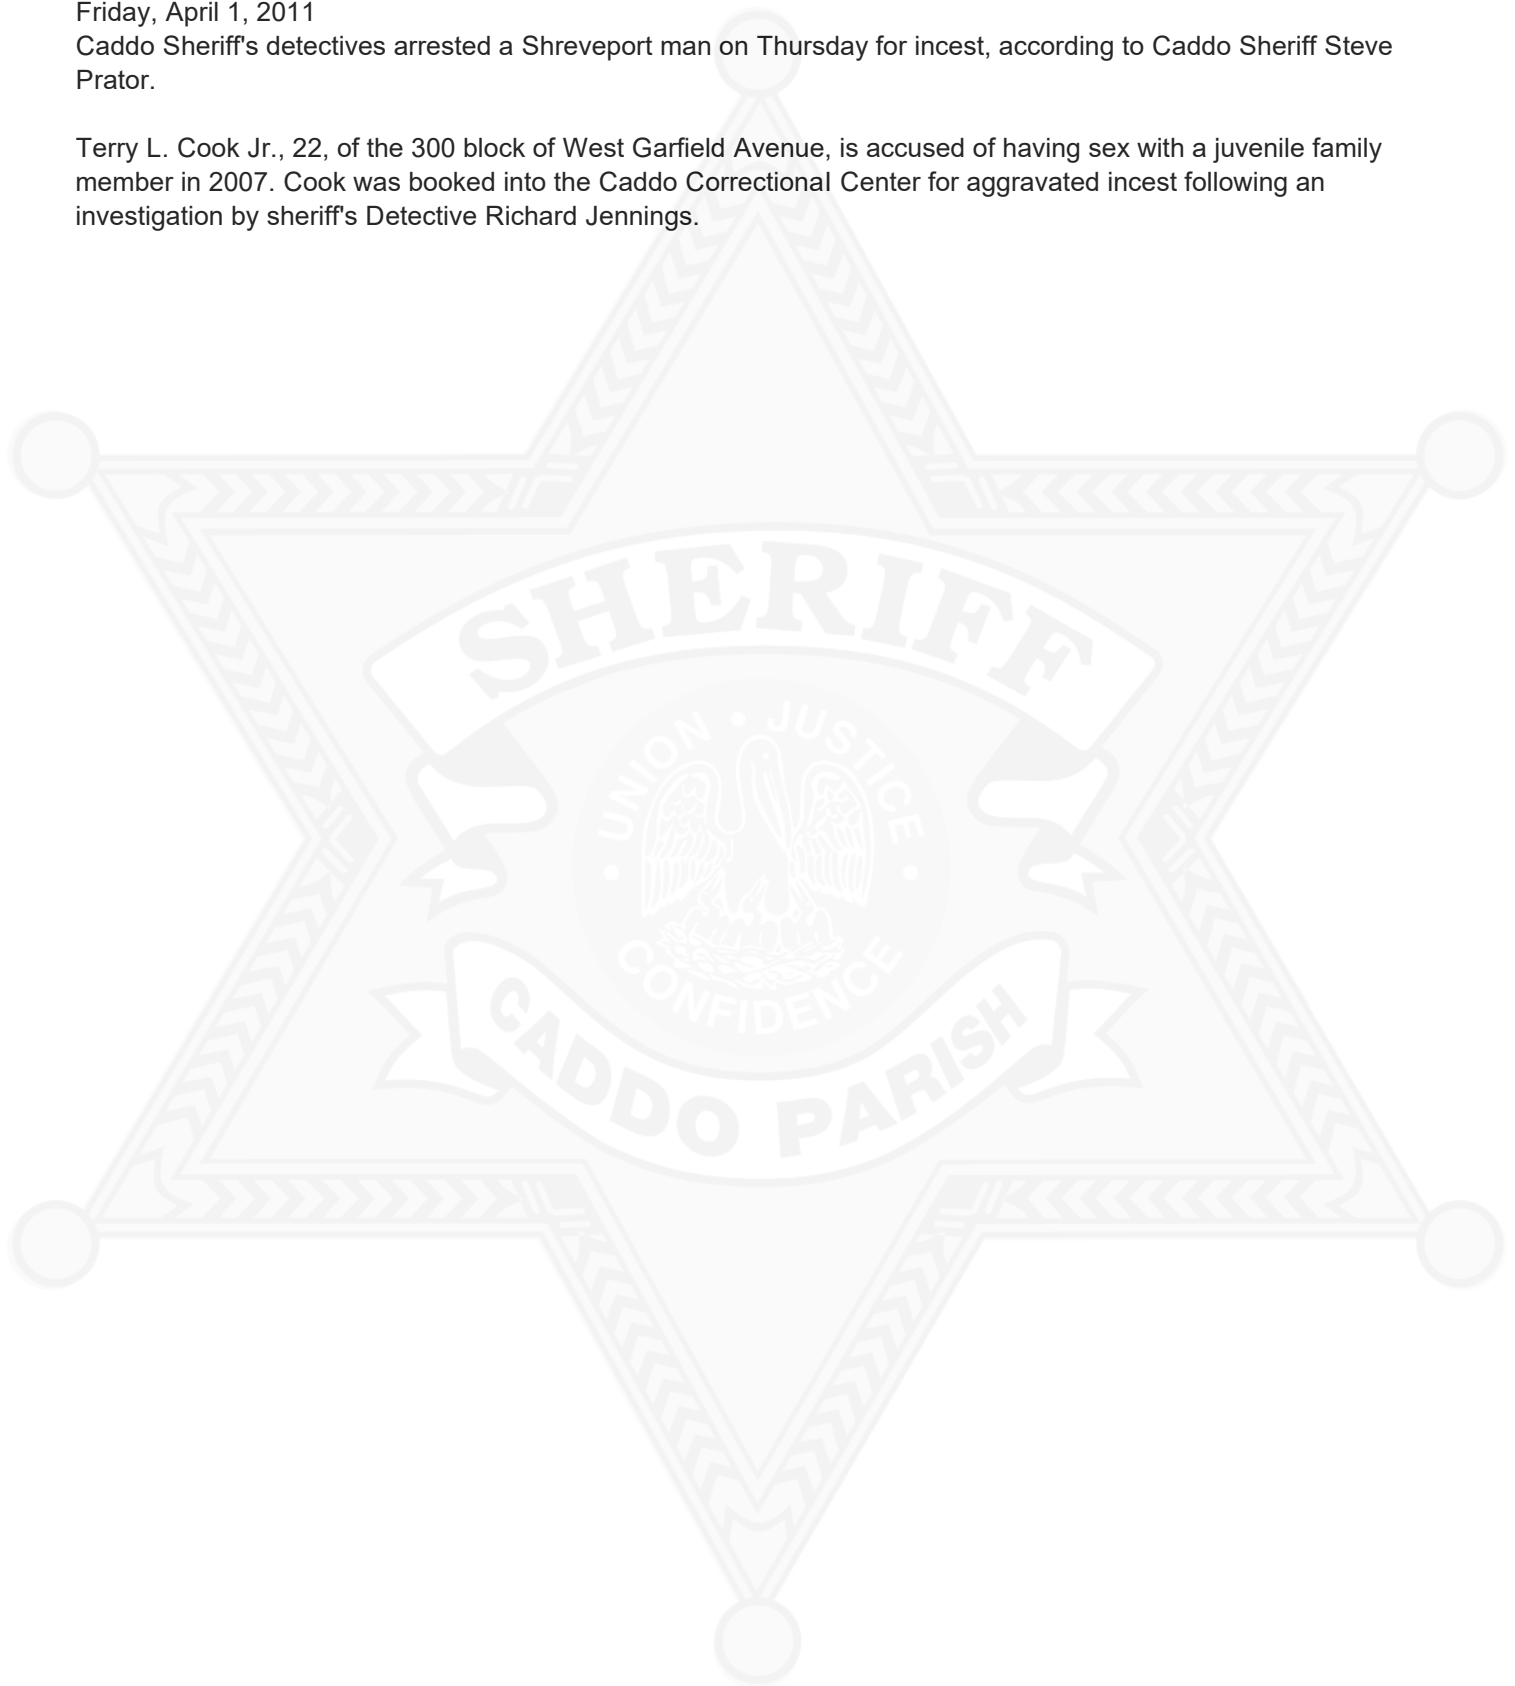 Friday, April 1, 2011
Caddo Sheriff's detectives arrested a Shreveport man on Thursday for incest, according to Caddo Sheriff Steve
Prator.
Terry L. Cook Jr., 22, of the 300 block of West Garfield Avenue, is accused of having sex with a juvenile family
member in 2007. Cook was booked into the Caddo Correctional Center for aggravated incest following an
investigation by sheriff's Detective Richard Jennings.
SHERIFF
UNION • JUSTICE
• CONFIDENCE •
CADDO PARISH